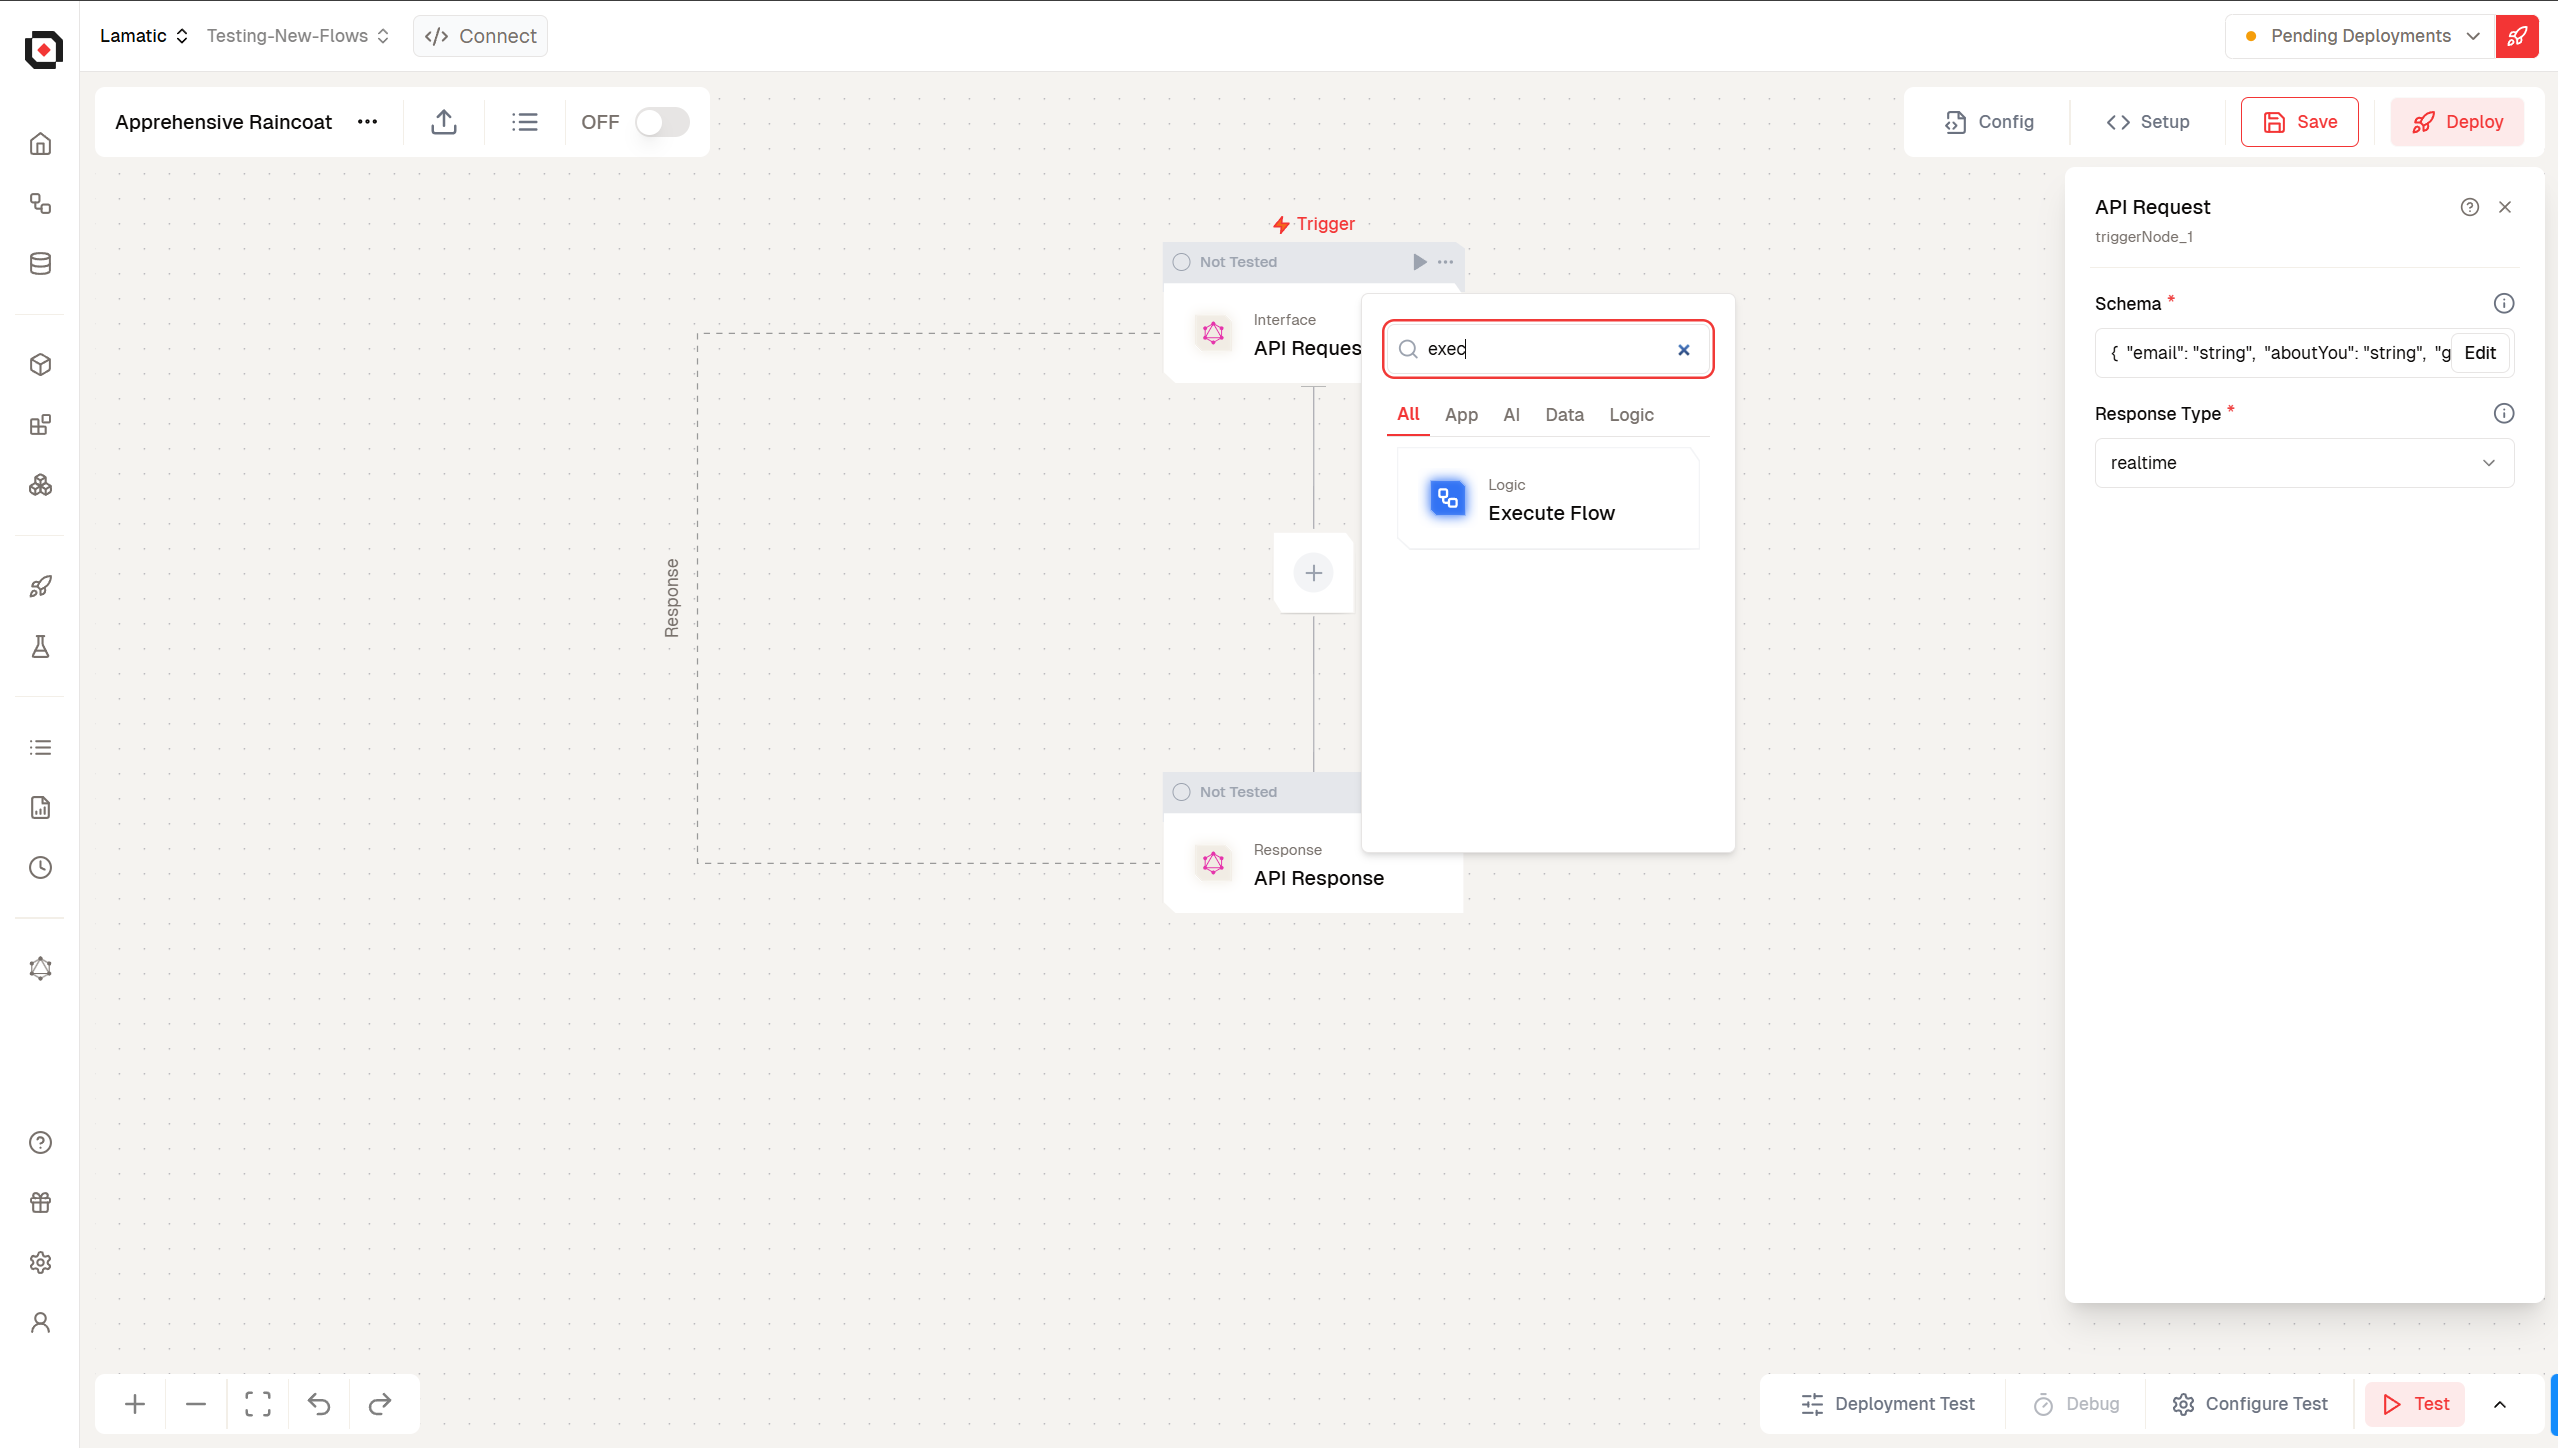 Lamatic
Testing-New-Flows
</> Connect
Pending Deployments
Apprehensive Raincoat
OFF
Config
Setup
Save
Deploy
Trigger
Not Tested
Interface
API Reques
exec
All
App
AI
Data
Logic
Logic
Execute Flow
Response
Not Tested
Response
API Response
API Request
triggerNode_1
Schema *
{ "email": "string", "aboutYou": "string", "g
Edit
Response Type *
realtime
Deployment Test
Debug
Configure Test
Test